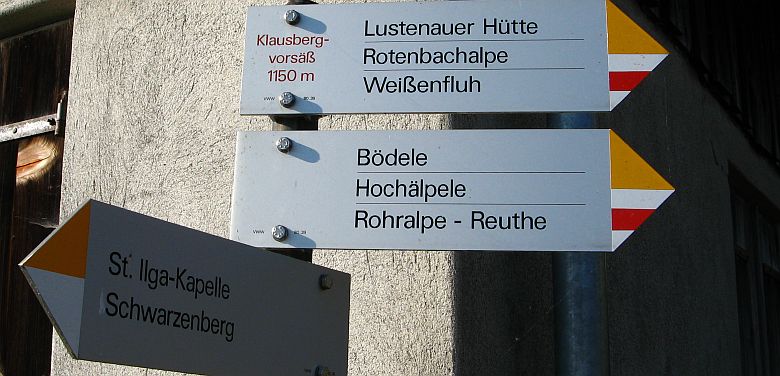 Klausberg-
vorsäß
1150 m
Lustenauer Hütte
Rotenbachalpe
Weißenfluh
Bödele
Hochälpele
Rohralpe - Reuthe
St. Ilga-Kapelle
Schwarzenberg